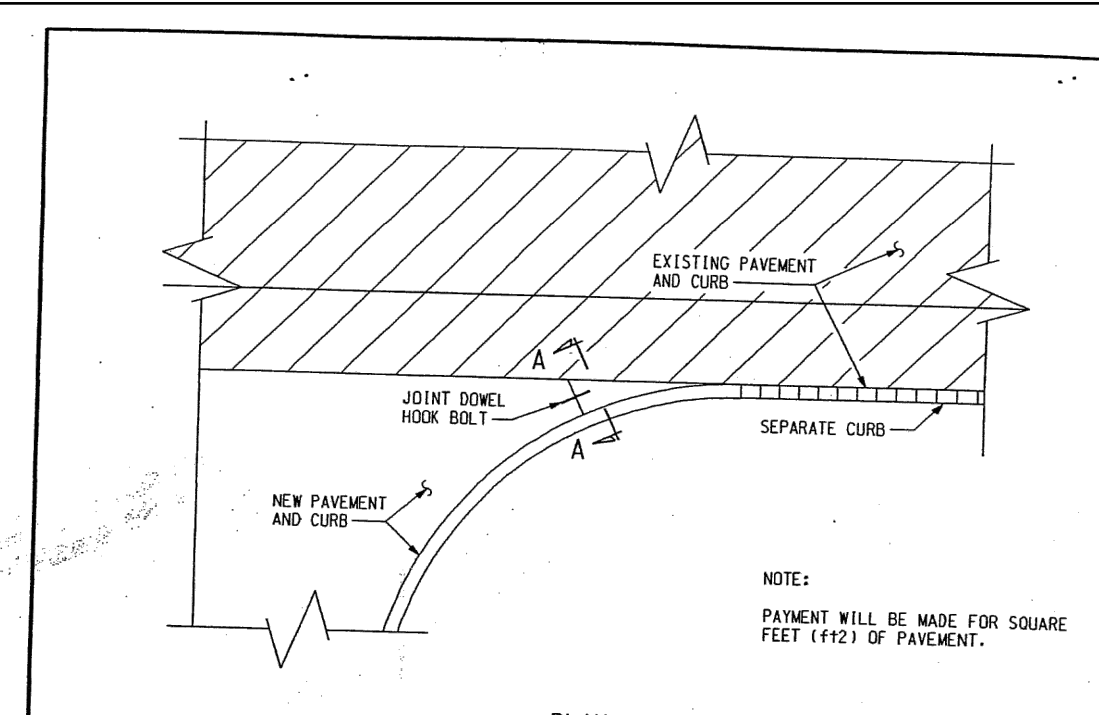 EXISTING PAVEMENT
AND CURB
A
JOINT DOWEL
HOOK BOLT
SEPARATE CURB
A
NEW PAVEMENT
AND CURB
NOTE:
PAYMENT WILL BE MADE FOR SQUARE
FEET (ft2) OF PAVEMENT.